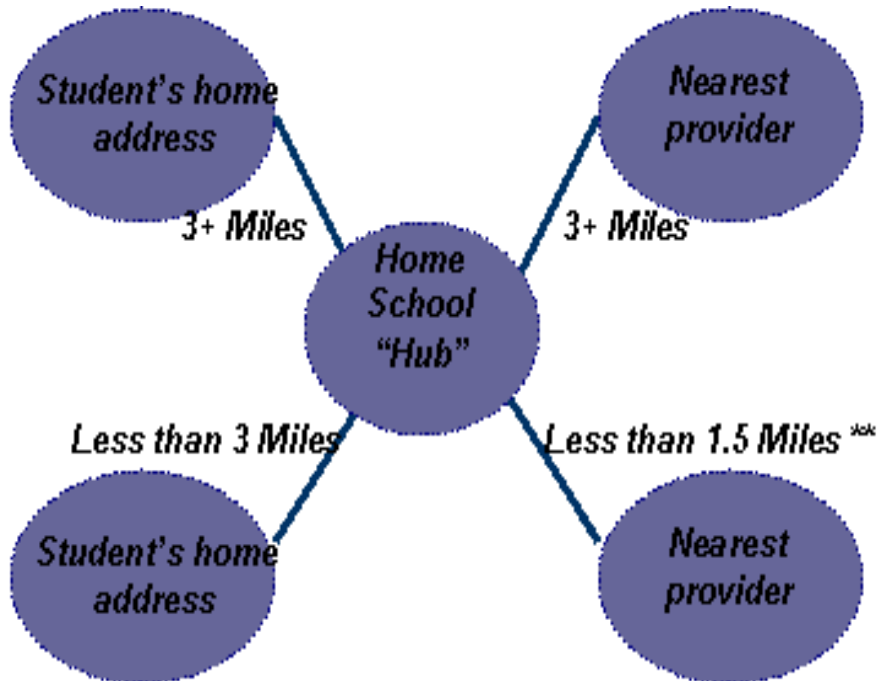 Student's home
address
Nearest
provider
3+ Miles
3+ Miles
Home
School
“Hub”
Less than 3 Miles
Less than 1.5 Miles **
Student's home
address
Nearest
provider